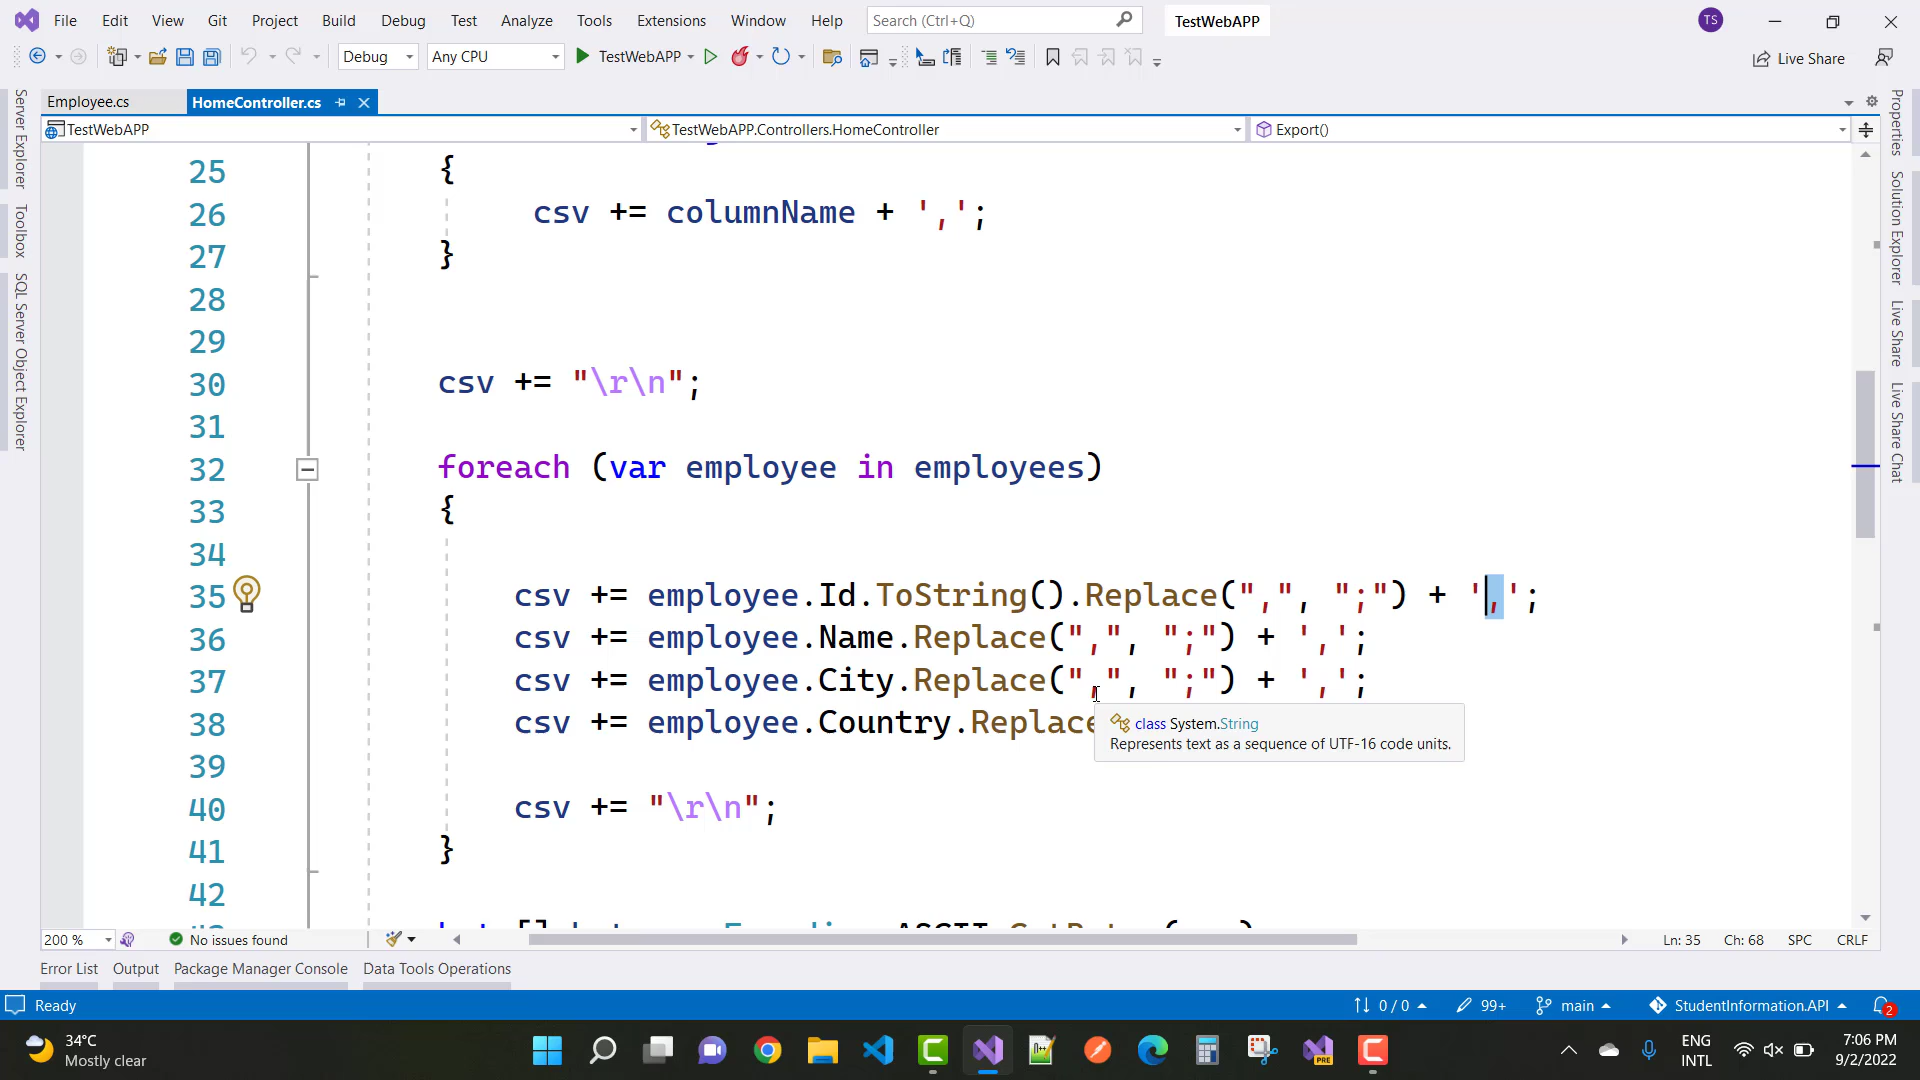 File Edit View Git Project Build Debug Test Analyze Tools Extensions Window Help Search (Ctrl+Q) TestWebAPP TS
Debug Any CPU TestWebAPP Live Share
Employee.cs HomeController.cs
TestWebAPP TestWebAPP.Controllers.HomeController Export()
Server Explorer
Toolbox
SQL Server Object Explorer
25 {
26 csv += columnName + ',';
27 }
28
29
30 csv += "\r\n";
31
32 foreach (var employee in employees)
33 {
34
35 csv += employee.Id.ToString().Replace(",", ";") + ',';
36 csv += employee.Name.Replace(",", ";") + ',';
37 csv += employee.City.Replace(",", ";") + ',';
38 csv += employee.Country.Replace
class System.String
Represents text as a sequence of UTF-16 code units.
39
40 csv += "\r\n";
41 }
42
Properties
Solution Explorer
Live Share
Live Share Chat
200 % No issues found Ln: 35 Ch: 68 SPC CRLF
Error List Output Package Manager Console Data Tools Operations
Ready 0 / 0 99+ main StudentInformation.API 2
34°C
Mostly clear
PRE
ENG
INTL
7:06 PM
9/2/2022